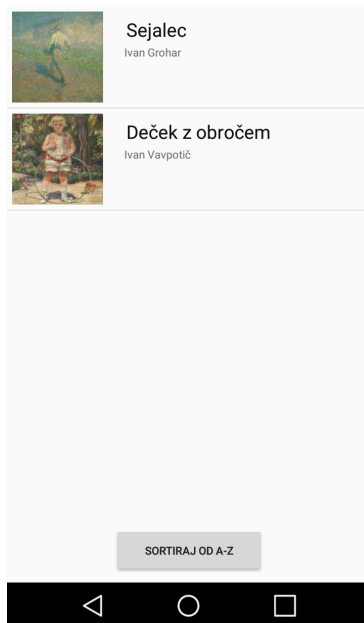 Sejalec
Ivan Grohar
Deček z obročem
Ivan Vavpotič
SORTIRAJ OD A-Z